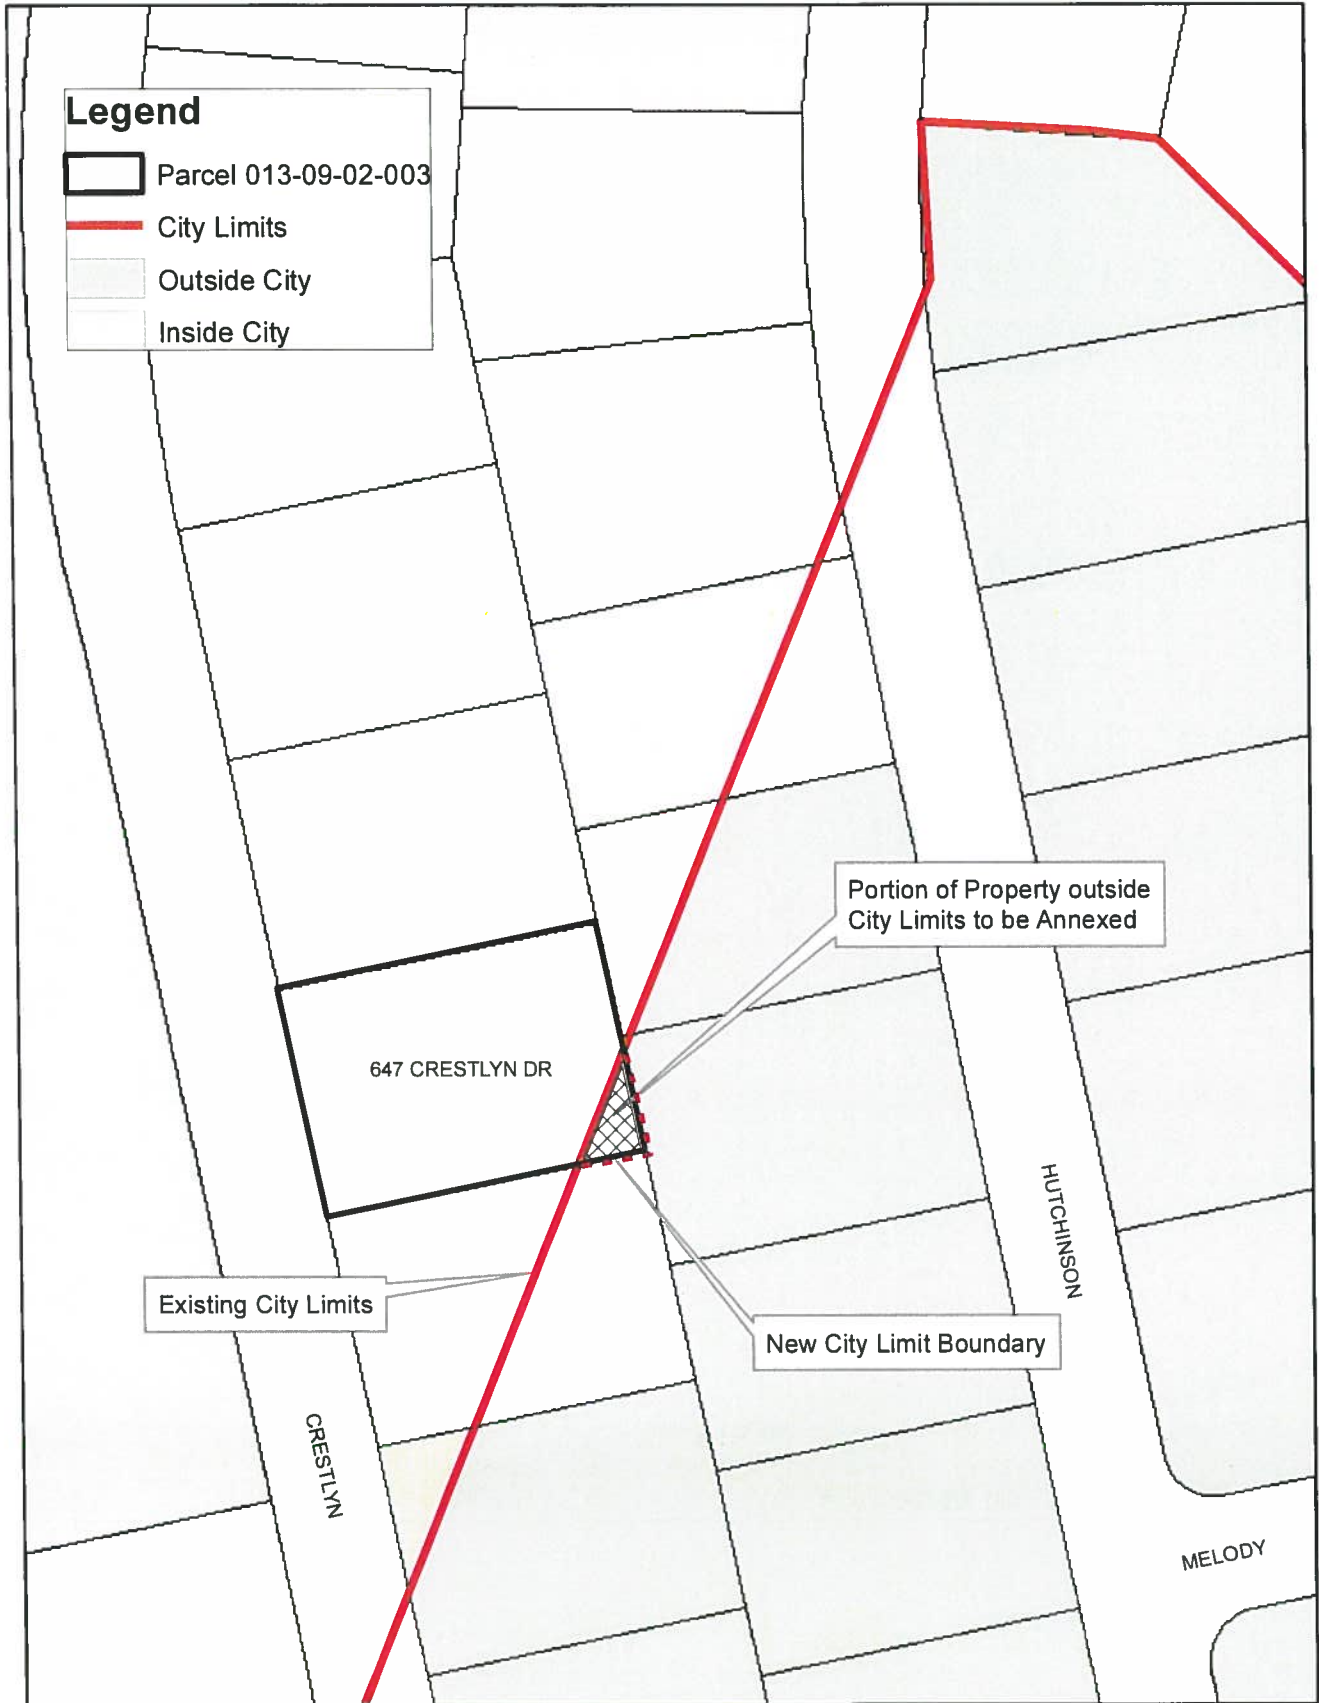 Legend
Parcel 013-09-02-003
City Limits
Outside City
Inside City
Portion of Property outside
City Limits to be Annexed
647 CRESTLYN DR
HUTCHINSON
Existing City Limits
New City Limit Boundary
CRESTLYN
MELODY